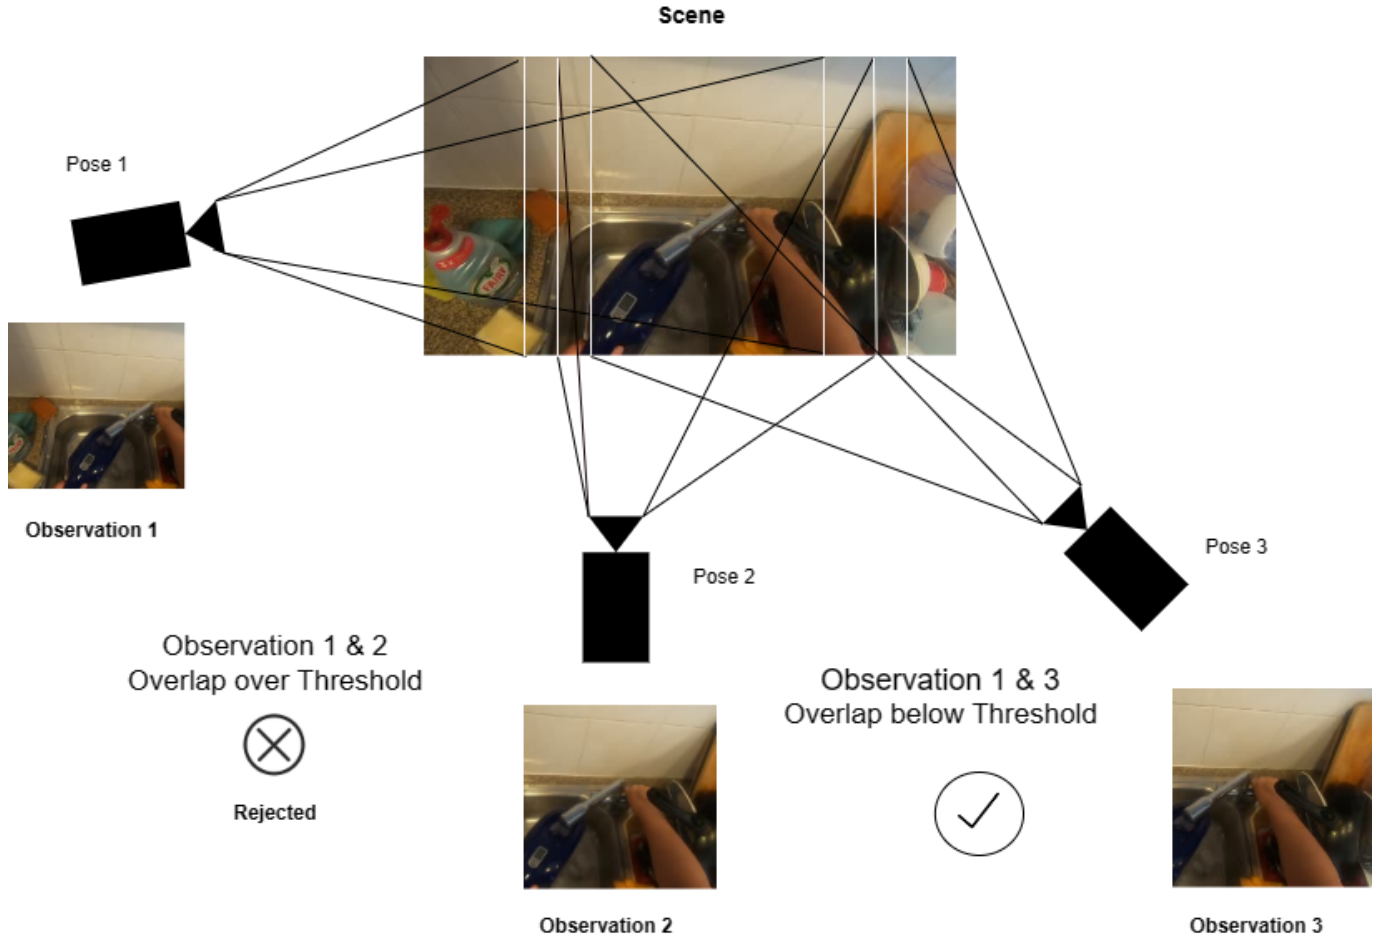 Scene
Pose 1
FAIRY
Observation 1
Pose 2
Pose 3
Observation 1 & 2
Overlap over Threshold
Rejected
Observation 1 & 3
Overlap below Threshold
Observation 2
Observation 3